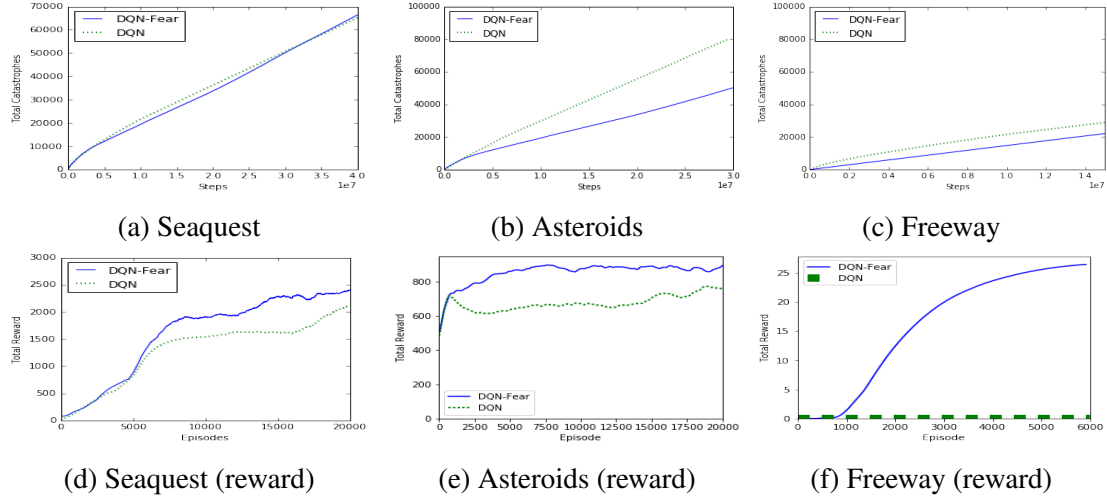 DQN-Fear
DQN
Total Catastrophes
70000
60000
50000
40000
30000
20000
10000
0
0.0 0.5 1.0 1.5 2.0 2.5 3.0 3.5 4.0
Steps
1e7
DQN-Fear
DQN
Total Catastrophes
100000
80000
60000
40000
20000
0
0.0 0.5 1.0 1.5 2.0 2.5 3.0
Steps
1e7
DQN-Fear
DQN
Total Catastrophes
100000
80000
60000
40000
20000
0
0.0 0.2 0.4 0.6 0.8 1.0 1.2 1.4
Steps
1e7
(a) Seaquest
(b) Asteroids
(c) Freeway
DQN-Fear
DQN
Total Reward
3000
2500
2000
1500
1000
500
0
0 5000 10000 15000 20000
Episodes
Total Reward
800
600
400
200
0
DQN-Fear
DQN
0 2500 5000 7500 10000 12500 15000 17500 20000
Episode
DQN-Fear
DQN
Total Reward
25
20
15
10
5
0
0 1000 2000 3000 4000 5000 6000
Episode
(d) Seaquest (reward)
(e) Asteroids (reward)
(f) Freeway (reward)